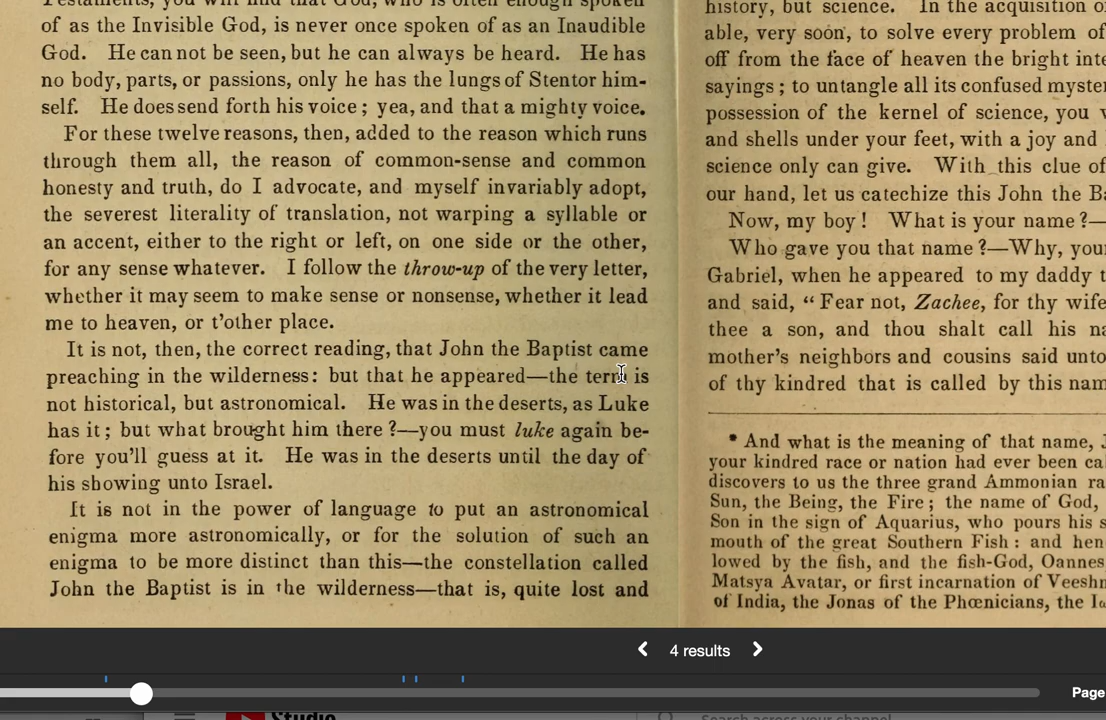 of as the Invisible God, is never once spoken of as an Inaudible
God. He can not be seen, but he can always be heard. He has
no body, parts, or passions, only he has the lungs of Stentor him-
self. He does send forth his voice ; yea, and that a mighty voice.
For these twelve reasons, then, added to the reason which runs
through them all, the reason of common-sense and common
honesty and truth, do I advocate, and myself invariably adopt,
the severest literality of translation, not warping a syllable or
an accent, either to the right or left, on one side or the other,
for any sense whatever. I follow the throw-up of the very letter,
whether it may seem to make sense or nonsense, whether it lead
me to heaven, or t'other place.
It is not, then, the correct reading, that John the Baptist came
preaching in the wilderness: but that he appeared—the term is
not historical, but astronomical. He was in the deserts, as Luke
has it ; but what brought him there ?—you must luke again be-
fore you'll guess at it. He was in the deserts until the day of
his showing unto Israel.
It is not in the power of language to put an astronomical
enigma more astronomically, or for the solution of such an
enigma to be more distinct than this—the constellation called
John the Baptist is in the wilderness—that is, quite lost and
history, but science. In the acquisition
able, very soon, to solve every problem of
off from the face of heaven the bright
sayings ; to untangle all its confused
possession of the kernel of science, you
and shells under your feet, with a joy and
science only can give. With this clue of
our hand, let us catechize this John the
Now, my boy ! What is your name ?—
Who gave you that name ?—Why,
Gabriel, when he appeared to my daddy
and said, “ Fear not, Zachee, for thy wife
thee a son, and thou shalt call his
mother's neighbors and cousins said unto
of thy kindred that is called by this
* And what is the meaning of that name,
your kindred race or nation had ever been
discovers to us the three grand Ammonian
Sun, the Being, the Fire ; the name of God,
Son in the sign of Aquarius, who pours his
mouth of the great Southern Fish : and
lowed by the fish, and the fish-God, Oannes
Matsya Avatar, or first incarnation of
of India, the Jonas of the Phœnicians, the
4 results
Page
Studio
Search across your channel